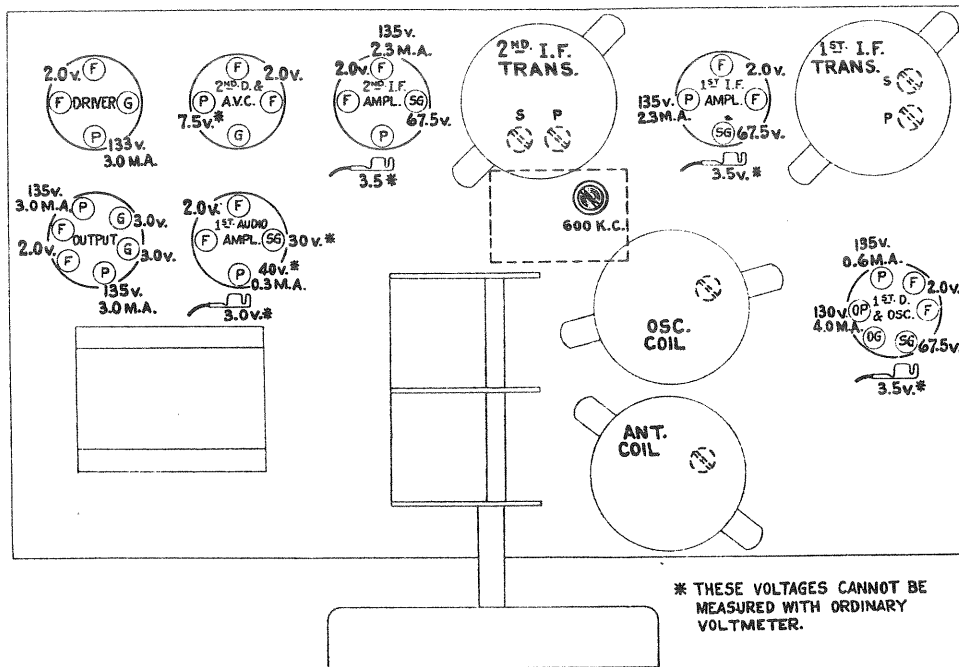 2.0v.
F
F DRIVER G
P
133v.
3.0 M.A.
F
2.0v.
2ND. D. &
P A.V.C. F
7.5v.*
G
135v.
2.3 M.A.
2.0v.
F
2ND. I.F.
F AMPL. SG
67.5v.
P
3.5*
2ND. I.F.
TRANS.
S P
600 K.C.
F
2.0v.
1ST I.F.
135v. P AMPL. F
2.3 M.A.
SG 67.5v.
3.5v.*
1ST. I.F.
TRANS.
S
P
135v.
3.0 M.A.
P
G 3.0v.
F
OUTPUT
G 3.0v.
2.0v.
F
P
135v.
3.0 M.A.
2.0v.
F
1ST. AUDIO
F AMPL. SG 30v.*
P
40v.*
0.3 M.A.
3.0v.*
OSC.
COIL
ANT.
COIL
135v.
0.6 M.A.
P F
2.0v.
130v. OP 1ST. D. F
4.0 M.A. & OSC.
OG SG
67.5v.
3.5v.*
* THESE VOLTAGES CANNOT BE
MEASURED WITH ORDINARY
VOLTMETER.